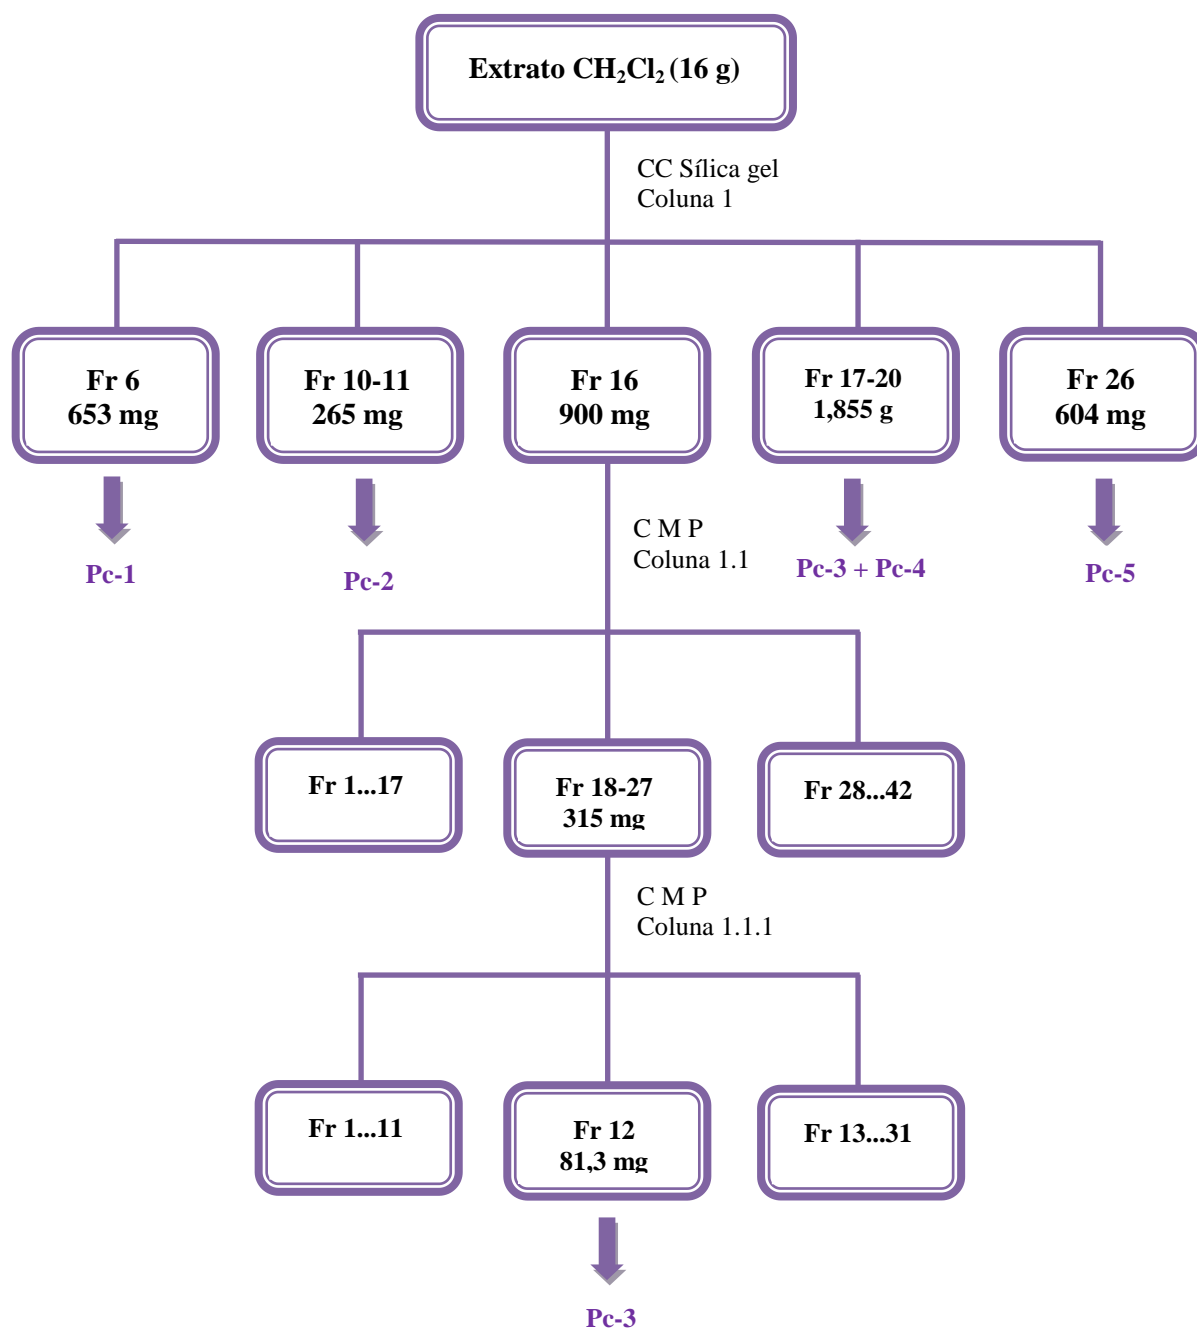 Extrato CH₂Cl₂ (16 g)
CC Sílica gel
Coluna 1
Fr 6
653 mg
Fr 10-11
265 mg
Fr 16
900 mg
Fr 17-20
1,855 g
Fr 26
604 mg
Pc-1
Pc-2
C M P
Coluna 1.1
Pc-3 + Pc-4
Pc-5
Fr 1...17
Fr 18-27
315 mg
Fr 28...42
C M P
Coluna 1.1.1
Fr 1...11
Fr 12
81,3 mg
Fr 13...31
Pc-3